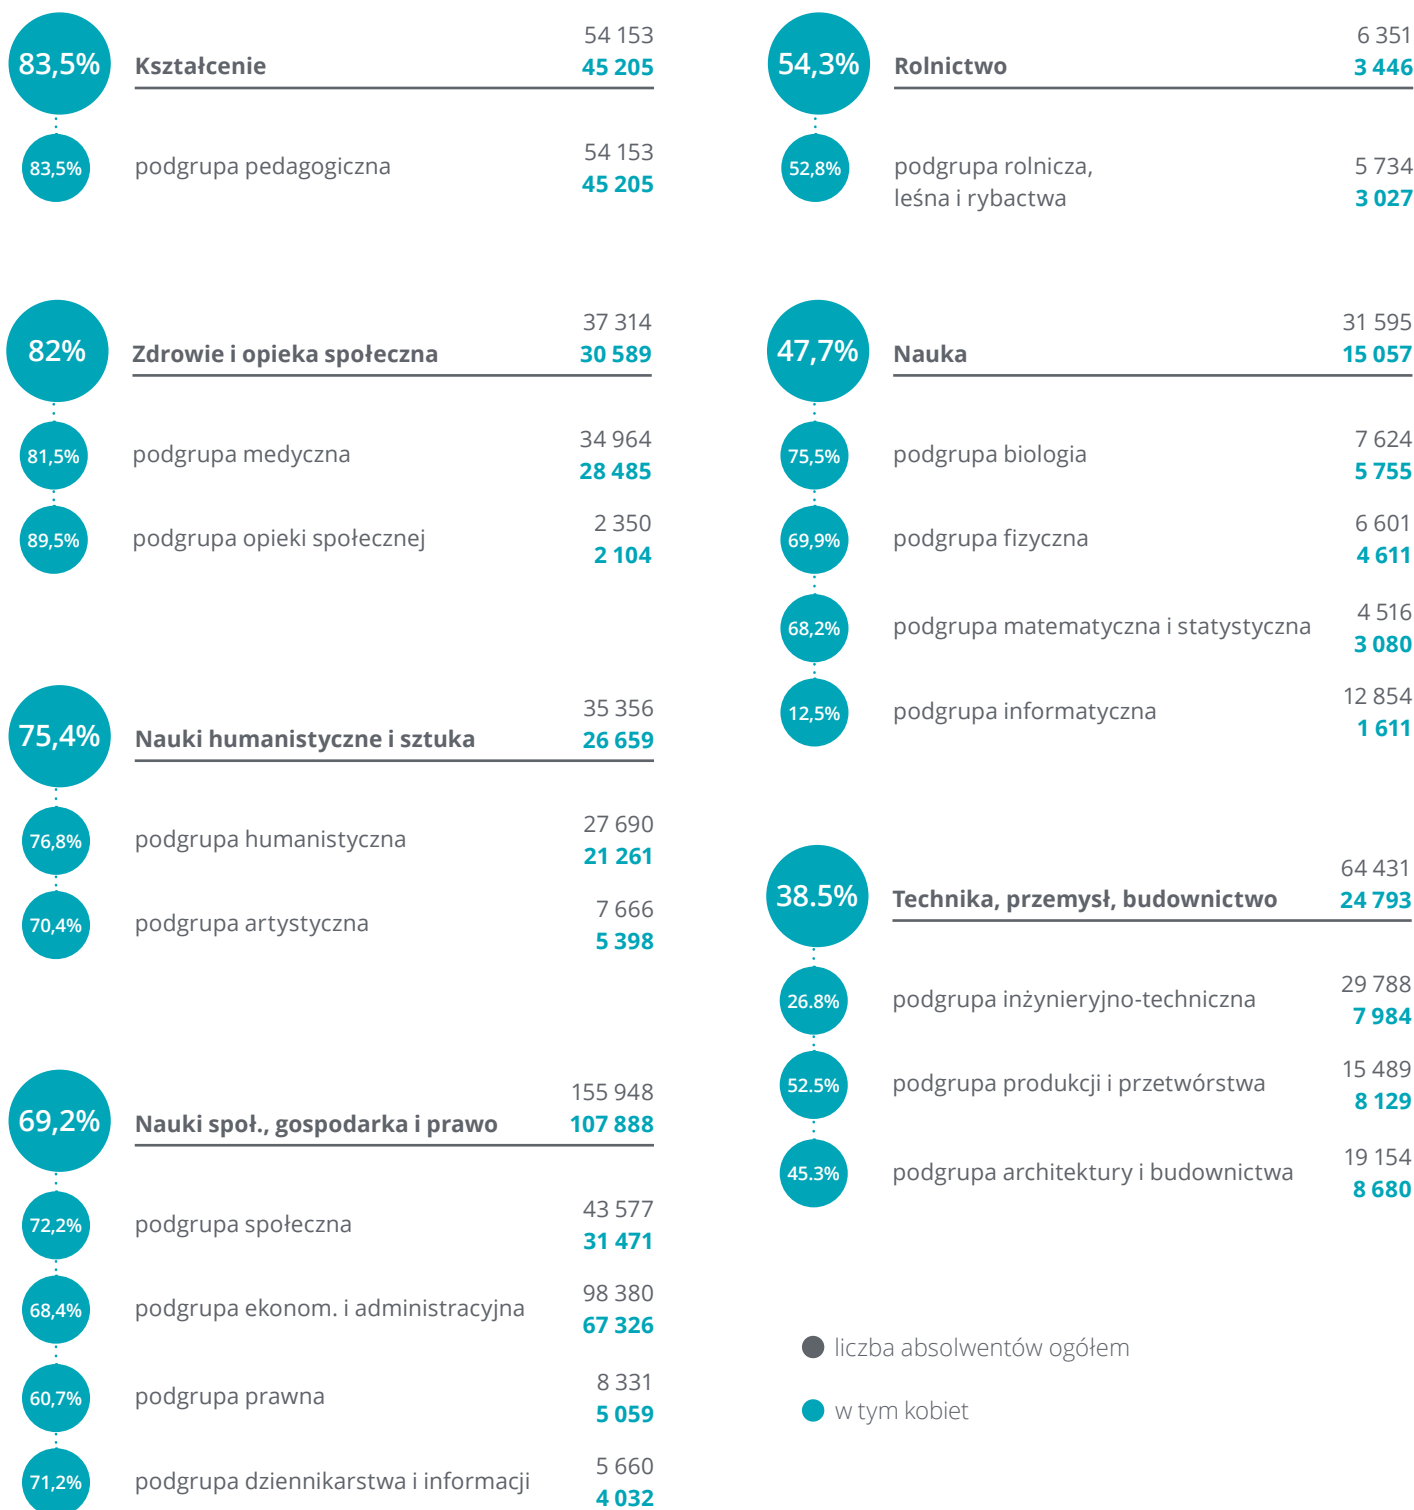 83,5%
Kształcenie
54 153
45 205
83,5%
podgrupa pedagogiczna
54 153
45 205
82%
Zdrowie i opieka społeczna
37 314
30 589
81,5%
podgrupa medyczna
34 964
28 485
89,5%
podgrupa opieki społecznej
2 350
2 104
75,4%
Nauki humanistyczne i sztuka
35 356
26 659
76,8%
podgrupa humanistyczna
27 690
21 261
70,4%
podgrupa artystyczna
7 666
5 398
69,2%
Nauki społ., gospodarka i prawo
155 948
107 888
72,2%
podgrupa społeczna
43 577
31 471
68,4%
podgrupa ekonom. i administracyjna
98 380
67 326
60,7%
podgrupa prawna
8 331
5 059
71,2%
podgrupa dziennikarstwa i informacji
5 660
4 032
54,3%
Rolnictwo
6 351
3 446
52,8%
podgrupa rolnicza,
leśna i rybactwa
5 734
3 027
47,7%
Nauka
31 595
15 057
75,5%
podgrupa biologia
7 624
5 755
69,9%
podgrupa fizyczna
6 601
4 611
68,2%
podgrupa matematyczna i statystyczna
4 516
3 080
12,5%
podgrupa informatyczna
12 854
1 611
38.5%
Technika, przemysł, budownictwo
64 431
24 793
26.8%
podgrupa inżynieryjno-techniczna
29 788
7 984
52.5%
podgrupa produkcji i przetwórstwa
15 489
8 129
45.3%
podgrupa architektury i budownictwa
19 154
8 680
liczba absolwentów ogółem
w tym kobiet